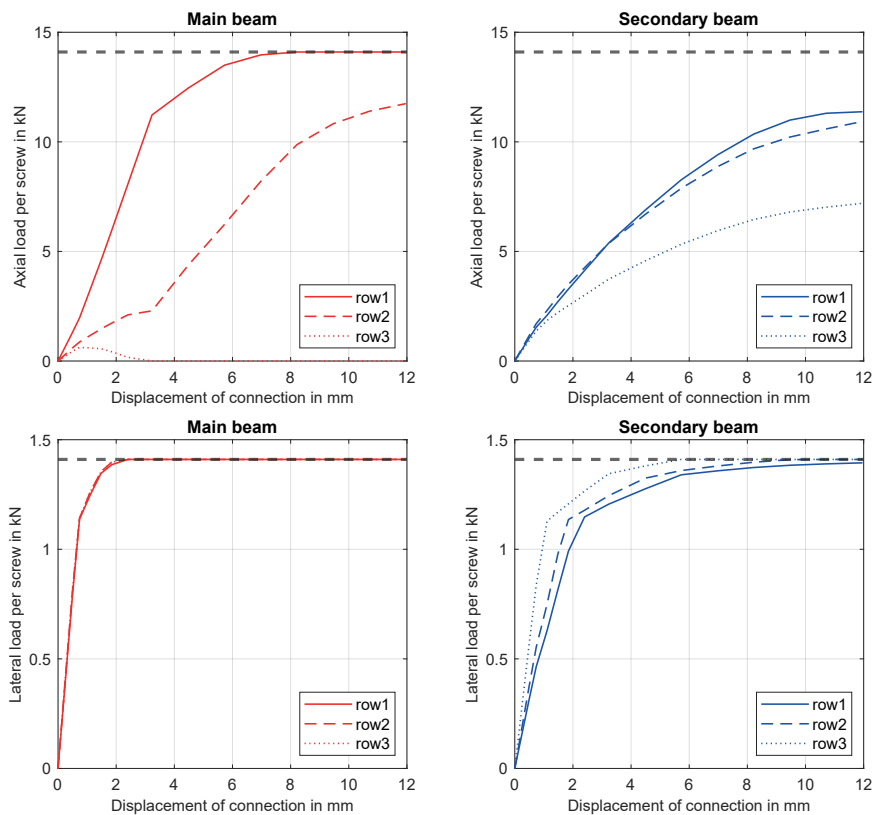 Main beam
15
10
5
0
Axial load per screw in kN
row1
row2
row3
0 2 4 6 8 10 12
Displacement of connection in mm
Secondary beam
15
10
5
0
Axial load per screw in kN
row1
row2
row3
0 2 4 6 8 10 12
Displacement of connection in mm
Main beam
1.5
1
0.5
0
Lateral load per screw in kN
row1
row2
row3
0 2 4 6 8 10 12
Displacement of connection in mm
Secondary beam
1.5
1
0.5
0
Lateral load per screw in kN
row1
row2
row3
0 2 4 6 8 10 12
Displacement of connection in mm